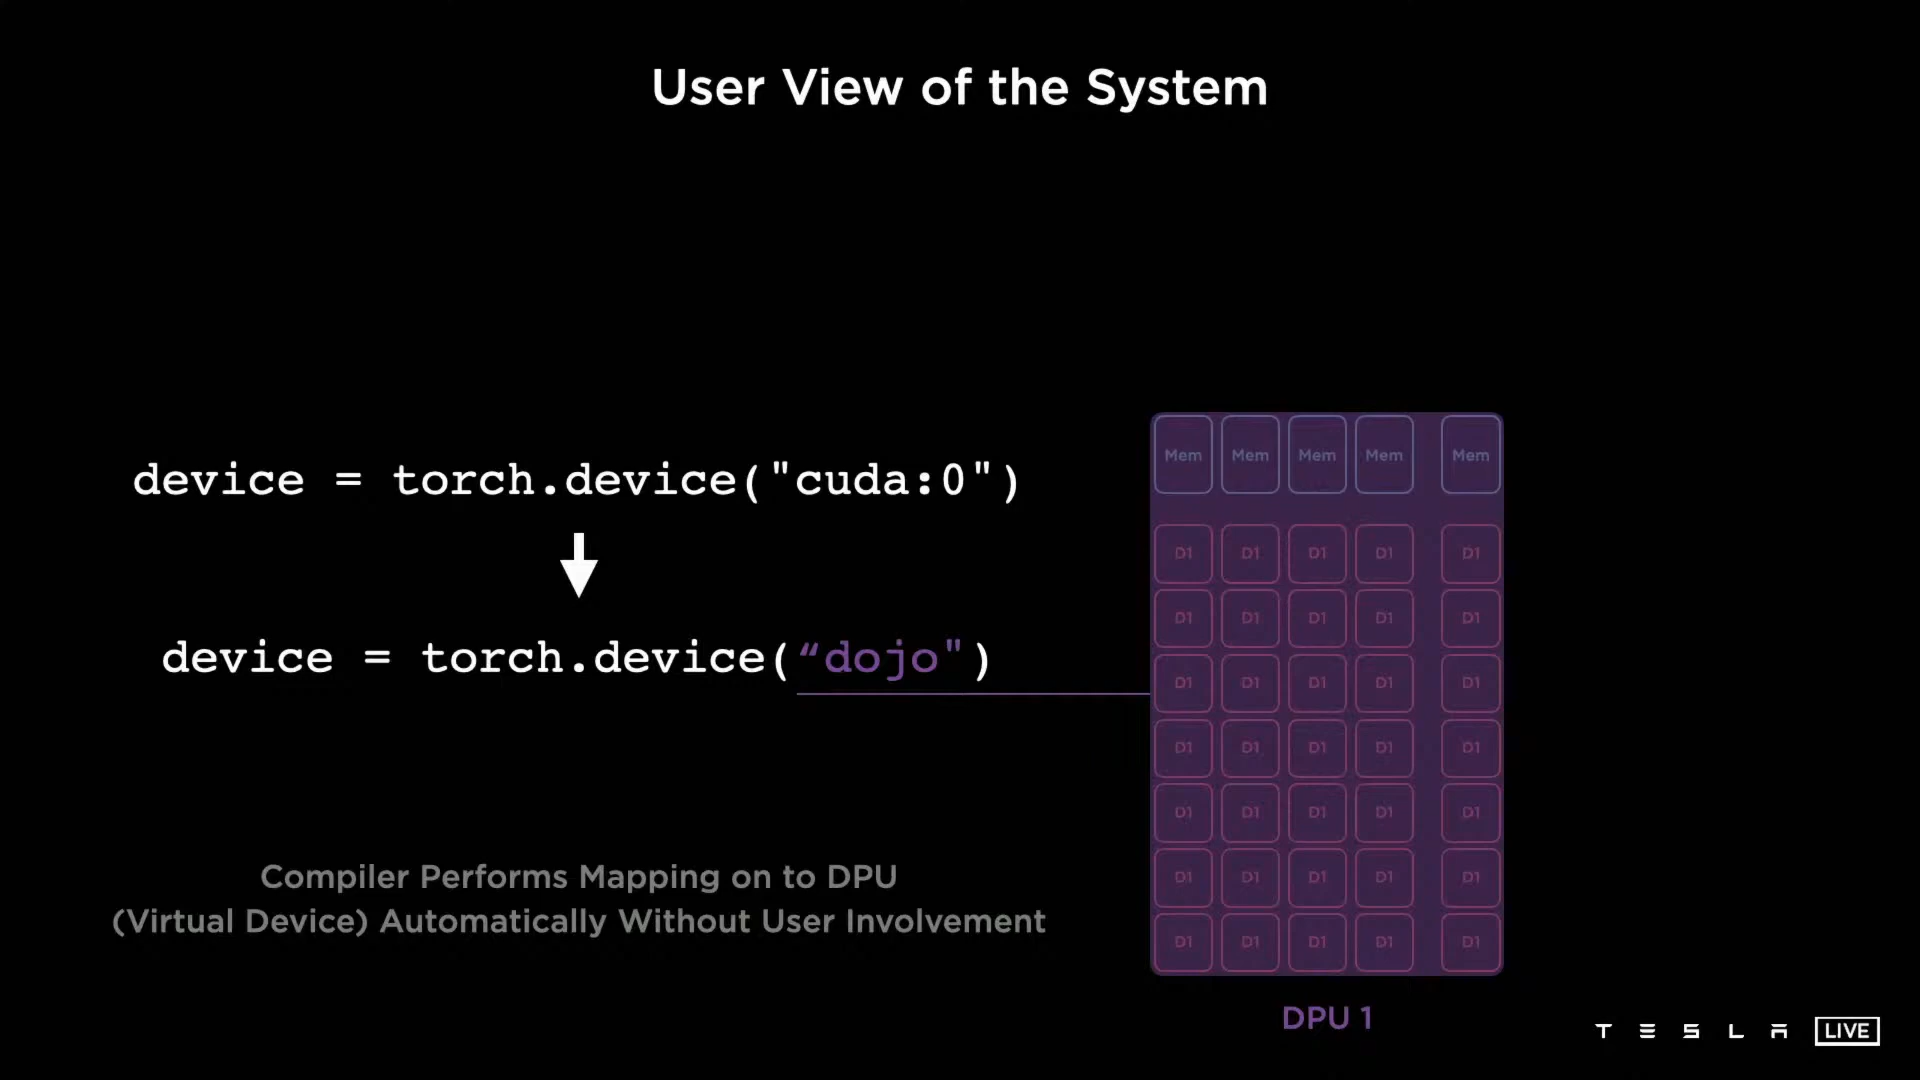 User View of the System
device = torch.device("cuda:0")
device = torch.device(“dojo")
Compiler Performs Mapping on to DPU
(Virtual Device) Automatically Without User Involvement
Mem Mem Mem Mem Mem
D1 D1 D1 D1 D1
D1 D1 D1 D1 D1
D1 D1 D1 D1 D1
D1 D1 D1 D1 D1
D1 D1 D1 D1 D1
D1 D1 D1 D1 D1
D1 D1 D1 D1 D1
DPU 1
TESLA LIVE